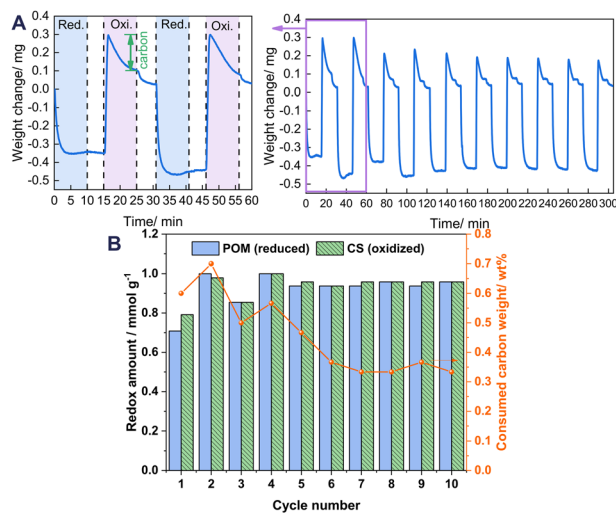 A
Red.
Oxi.
Red.
Oxi.
carbon
Weight change/ mg
0.4
0.3
0.2
0.1
0.0
-0.1
-0.2
-0.3
-0.4
-0.5
0 5 10 15 20 25 30 35 40 45 50 55 60
Time/ min
Weight change/ mg
0.4
0.3
0.2
0.1
0.0
-0.1
-0.2
-0.3
-0.4
-0.5
0 20 40 60 80 100 120 140 160 180 200 220 240 260 280 300
Time/ min
B
POM (reduced)
CS (oxidized)
Redox amount / mmol g⁻¹
1.2
1.0
0.8
0.6
0.4
0.2
0.0
1 2 3 4 5 6 7 8 9 10
Cycle number
0.8
0.7
0.6
0.5
0.4
0.3
0.2
0.1
0.0
Consumed carbon weight/ wt%